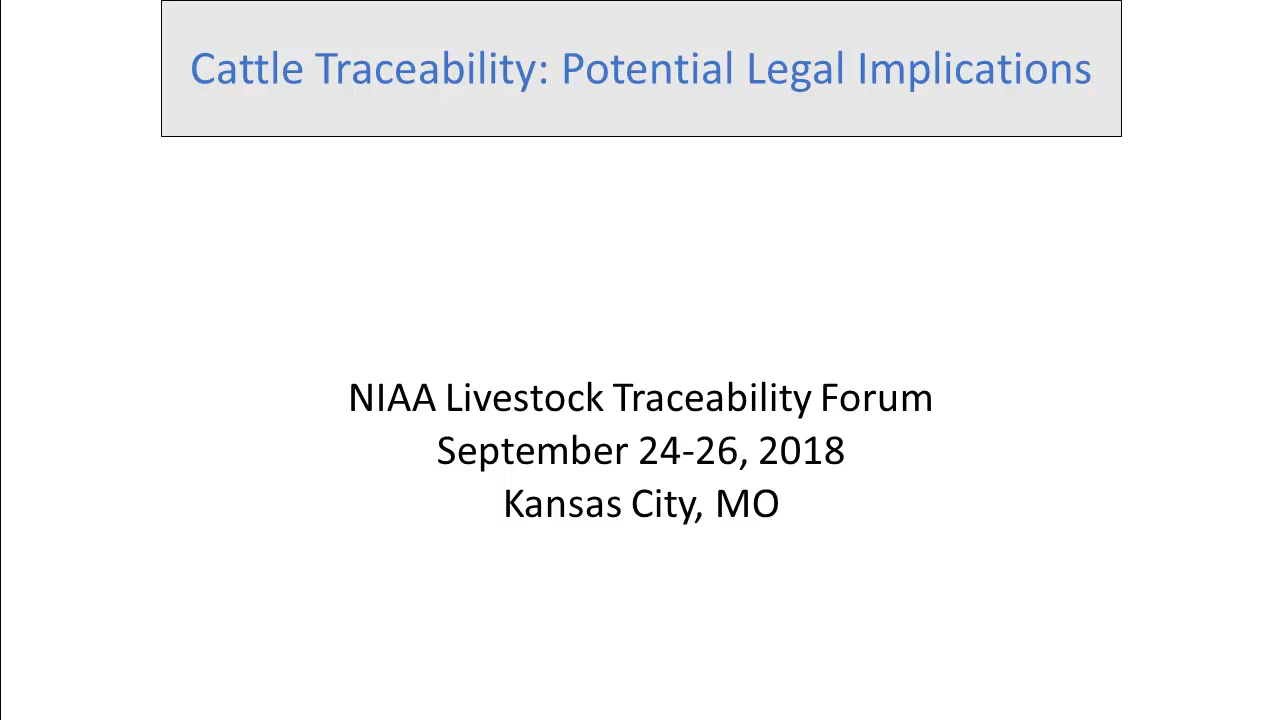 Cattle Traceability: Potential Legal Implications
NIAA Livestock Traceability Forum
September 24-26, 2018
Kansas City, MO